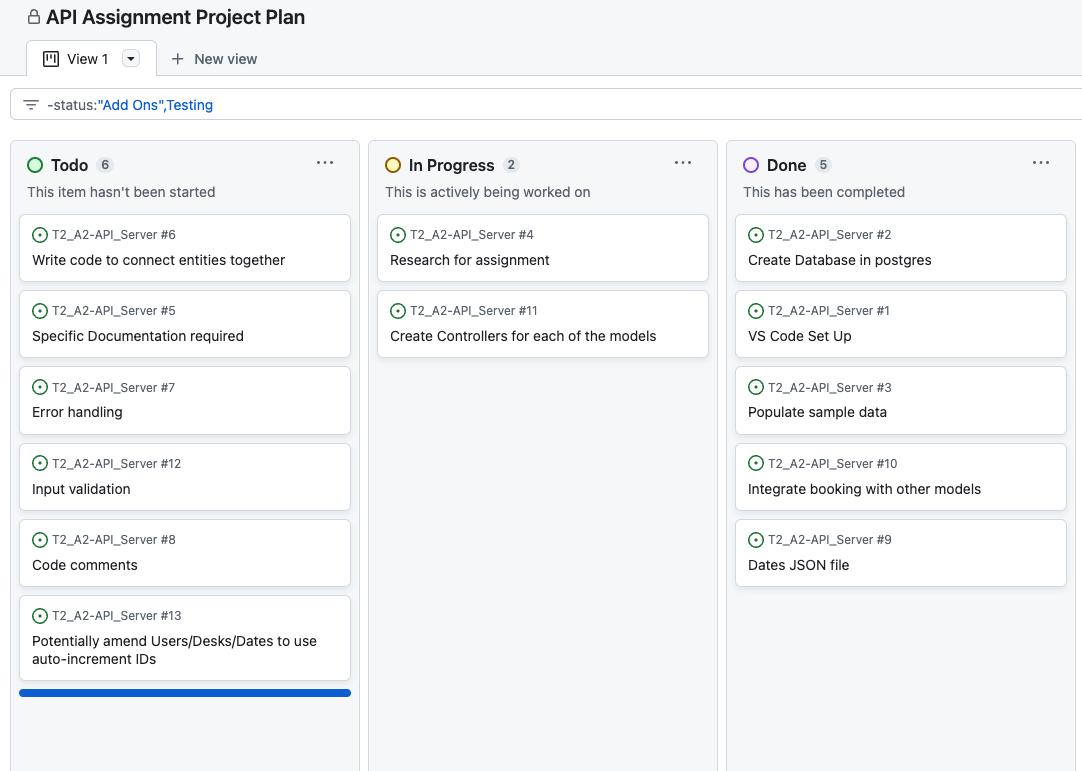 API Assignment Project Plan
View 1
New view
-status:"Add Ons",Testing
Todo 6
This item hasn't been started
T2_A2-API_Server #6
Write code to connect entities together
T2_A2-API_Server #5
Specific Documentation required
T2_A2-API_Server #7
Error handling
T2_A2-API_Server #12
Input validation
T2_A2-API_Server #8
Code comments
T2_A2-API_Server #13
Potentially amend Users/Desks/Dates to use
auto-increment IDs
In Progress 2
This is actively being worked on
T2_A2-API_Server #4
Research for assignment
T2_A2-API_Server #11
Create Controllers for each of the models
Done 5
This has been completed
T2_A2-API_Server #2
Create Database in postgres
T2_A2-API_Server #1
VS Code Set Up
T2_A2-API_Server #3
Populate sample data
T2_A2-API_Server #10
Integrate booking with other models
T2_A2-API_Server #9
Dates JSON file